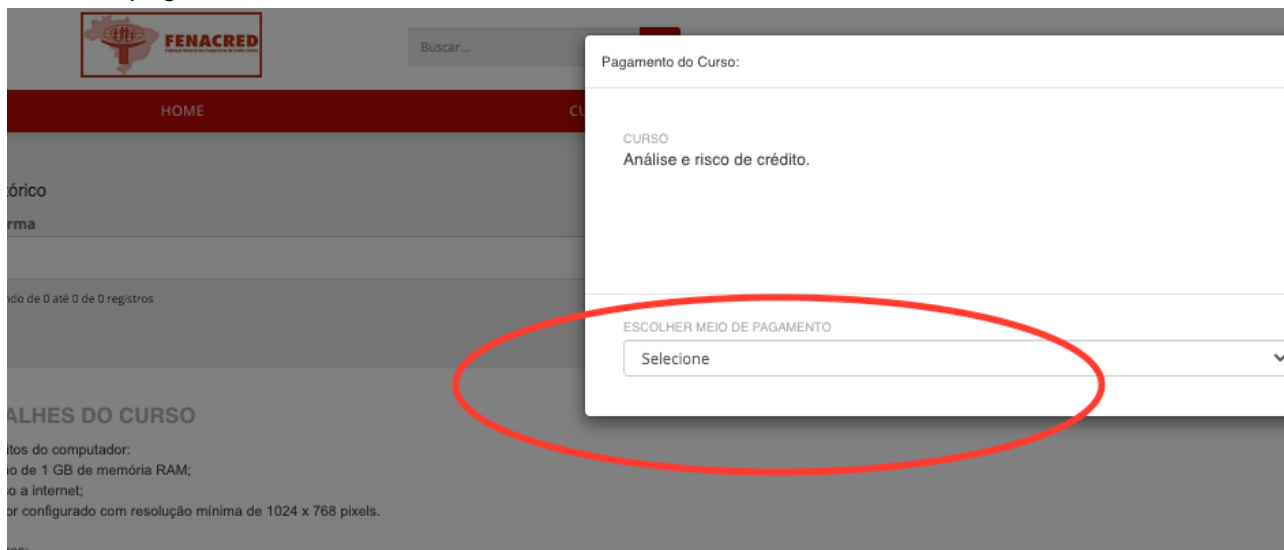 FENACRED
Buscar...
HOME
Pagamento do Curso:
CURSO
Análise e risco de crédito.
tórico
rma
ndo de 0 até 0 de 0 registros
ESCOLHER MEIO DE PAGAMENTO
Selecione
ALHES DO CURSO
itos do computador:
o de 1 GB de memória RAM;
o a internet;
or configurado com resolução mínima de 1024 x 768 pixels.